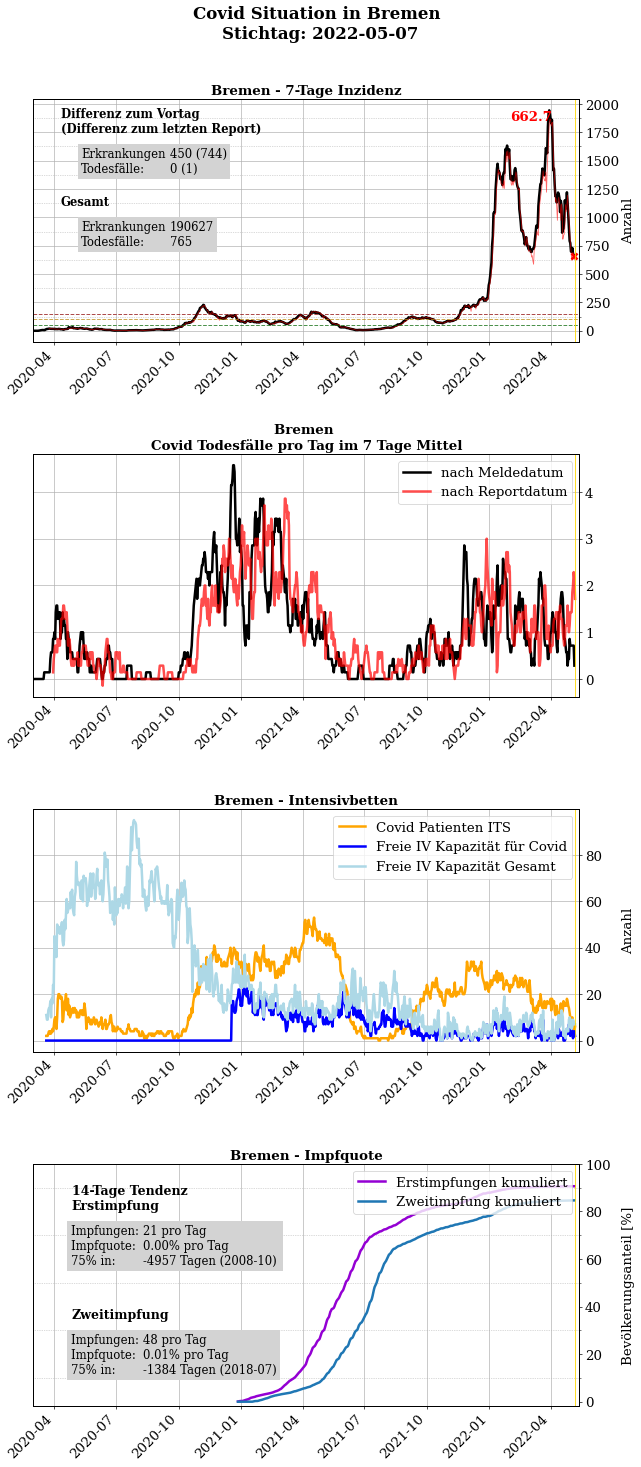 Covid Situation in Bremen
Stichtag: 2022-05-07
Bremen - 7-Tage Inzidenz
Differenz zum Vortag
(Differenz zum letzten Report)
Erkrankungen 450 (744)
Todesfälle: 0 (1)
Gesamt
Erkrankungen 190627
Todesfälle: 765
662.7
2000
1750
1500
1250
1000
750
500
250
0
Anzahl
2020-04
2020-07
2020-10
2021-01
2021-04
2021-07
2021-10
2022-01
2022-04
Bremen
Covid Todesfälle pro Tag im 7 Tage Mittel
nach Meldedatum
nach Reportdatum
4
3
2
1
0
2020-04
2020-07
2020-10
2021-01
2021-04
2021-07
2021-10
2022-01
2022-04
Bremen - Intensivbetten
Covid Patienten ITS
Freie IV Kapazität für Covid
Freie IV Kapazität Gesamt
80
60
40
20
0
Anzahl
2020-04
2020-07
2020-10
2021-01
2021-04
2021-07
2021-10
2022-01
2022-04
Bremen - Impfquote
Erstimpfungen kumuliert
Zweitimpfung kumuliert
14-Tage Tendenz
Erstimpfung
Impfungen: 21 pro Tag
Impfquote: 0.00% pro Tag
75% in: -4957 Tagen (2008-10)
Zweitimpfung
Impfungen: 48 pro Tag
Impfquote: 0.01% pro Tag
75% in: -1384 Tagen (2018-07)
100
80
60
40
20
0
Bevölkerungsanteil [%]
2020-04
2020-07
2020-10
2021-01
2021-04
2021-07
2021-10
2022-01
2022-04